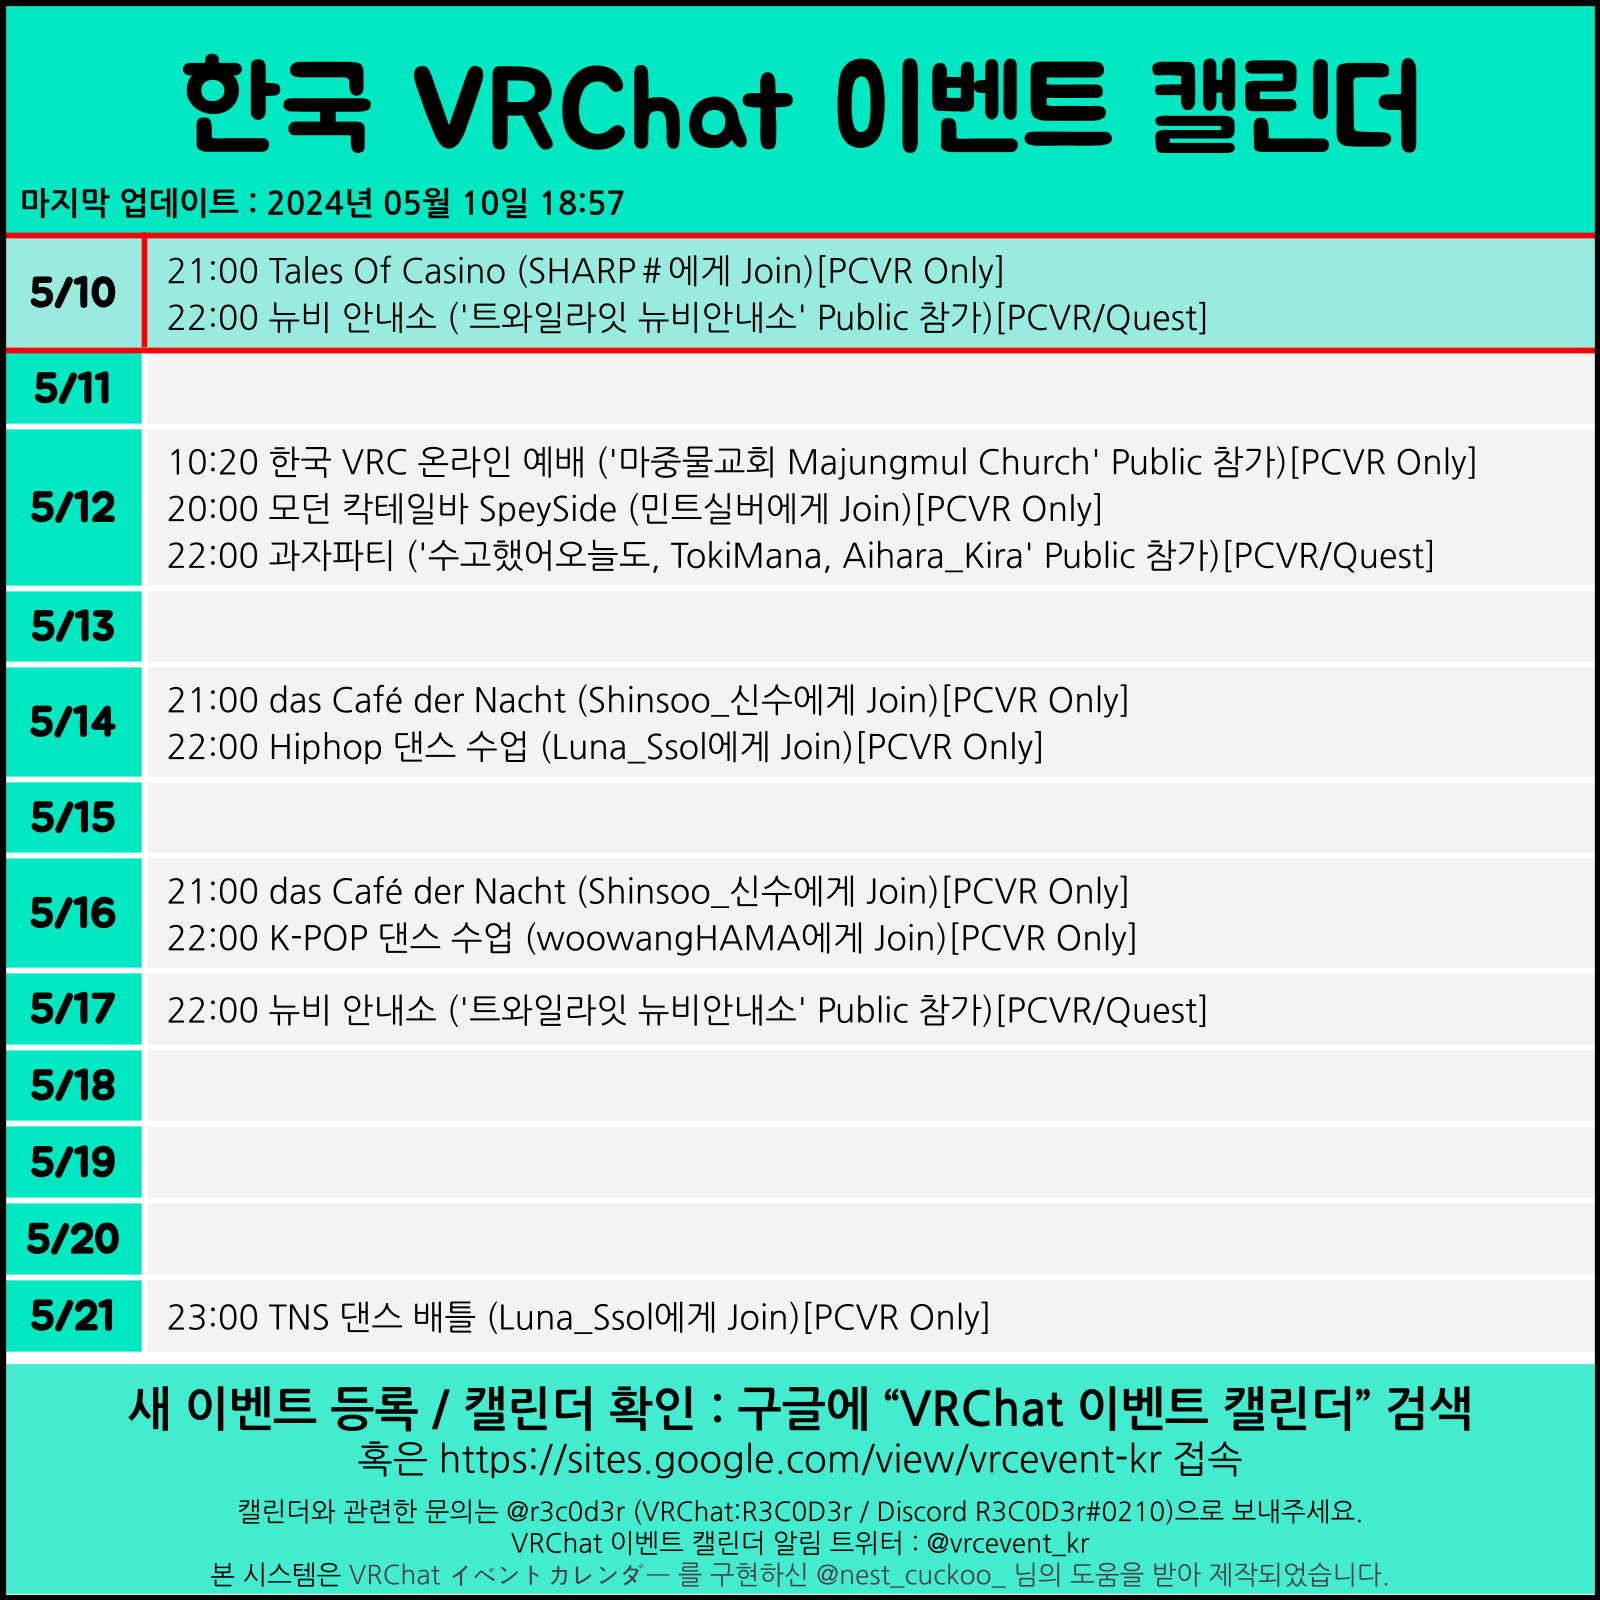 한국 VRChat 이벤트 캘린더
마지막 업데이트 : 2024년 05월 10일 18:57
5/10
21:00 Tales Of Casino (SHARP＃에게 Join)[PCVR Only]
22:00 뉴비 안내소 ('트와일라잇 뉴비안내소' Public 참가)[PCVR/Quest]
5/11
5/12
10:20 한국 VRC 온라인 예배 ('마중물교회 Majungmul Church' Public 참가)[PCVR Only]
20:00 모던 칵테일바 SpeySide (민트실버에게 Join)[PCVR Only]
22:00 과자파티 ('수고했어오늘도, TokiMana, Aihara_Kira' Public 참가)[PCVR/Quest]
5/13
5/14
21:00 das Café der Nacht (Shinsoo_신수에게 Join)[PCVR Only]
22:00 Hiphop 댄스 수업 (Luna_Ssol에게 Join)[PCVR Only]
5/15
5/16
21:00 das Café der Nacht (Shinsoo_신수에게 Join)[PCVR Only]
22:00 K-POP 댄스 수업 (woowangHAMA에게 Join)[PCVR Only]
5/17
22:00 뉴비 안내소 ('트와일라잇 뉴비안내소' Public 참가)[PCVR/Quest]
5/18
5/19
5/20
5/21
23:00 TNS 댄스 배틀 (Luna_Ssol에게 Join)[PCVR Only]
새 이벤트 등록 / 캘린더 확인 : 구글에 “VRChat 이벤트 캘린더” 검색
혹은 https://sites.google.com/view/vrcevent-kr 접속
캘린더와 관련한 문의는 @r3c0d3r (VRChat:R3C0D3r / Discord R3C0D3r#0210)으로 보내주세요.
VRChat 이벤트 캘린더 알림 트위터 : @vrcevent_kr
본 시스템은 VRChat イベントカレンダー 를 구현하신 @nest_cuckoo_ 님의 도움을 받아 제작되었습니다.